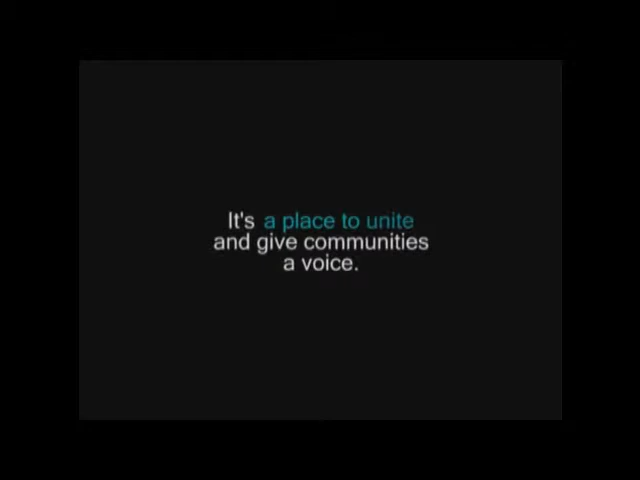 It's a place to unite
and give communities
a voice.